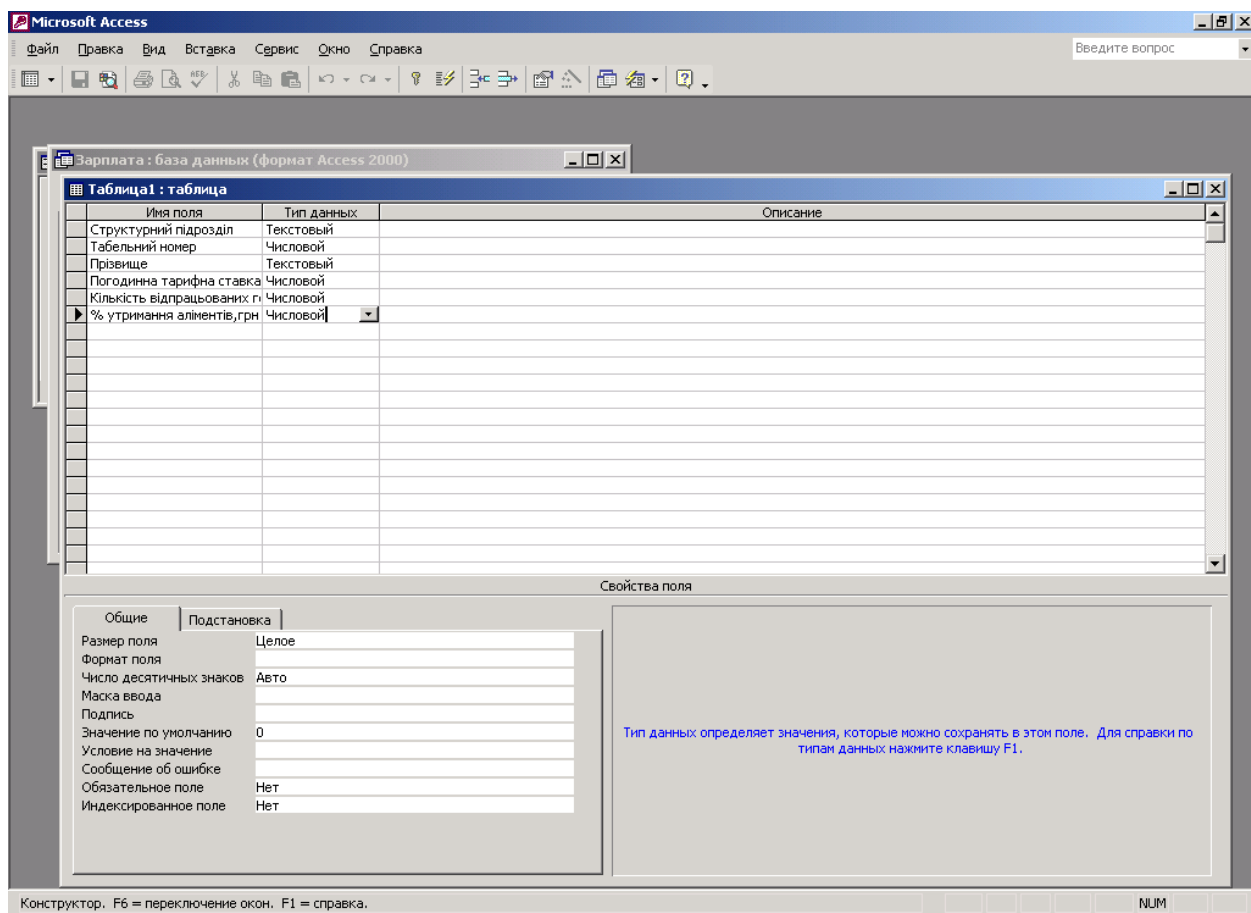 Microsoft Access
Файл Правка Вид Вставка Сервис Окно Справка Введите вопрос
Зарплата : база данных (формат Access 2000)
Таблица1 : таблица
Имя поля Тип данных Описание
Структурний підрозділ Текстовый
Табельний номер Числовой
Прізвище Текстовый
Погодинна тарифна ставка Числовой
Кількість відпрацьованих Числовой
% утримання аліментів,грн Числовой
Свойства поля
Общие Подстановка
Размер поля Целое
Формат поля
Число десятичных знаков Авто
Маска ввода
Подпись
Значение по умолчанию 0
Условие на значение
Сообщение об ошибке
Обязательное поле Нет
Индексированное поле Нет
Тип данных определяет значения, которые можно сохранять в этом поле. Для справки по
типам данных нажмите клавишу F1.
Конструктор. F6 = переключение окон. F1 = справка. NUM